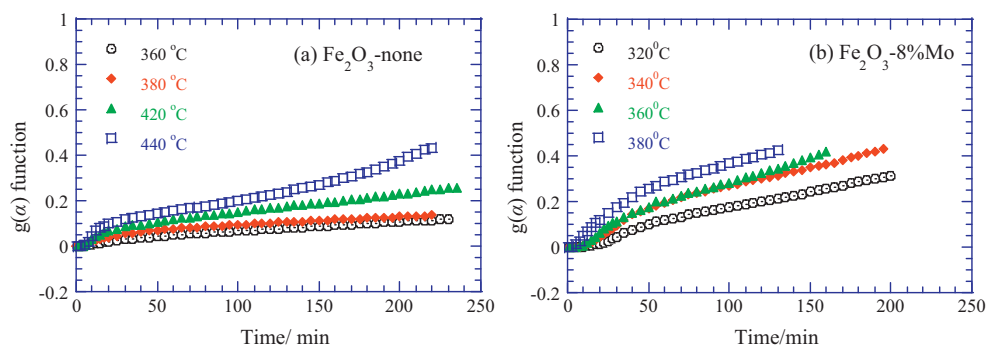 (a) Fe₂O₃-none
360 °C
380 °C
420 °C
440 °C
1
0.8
0.6
0.4
0.2
0
-0.2
g(α) function
0 50 100 150 200 250
Time/ min
(b) Fe₂O₃-8%Mo
320⁰C
340⁰C
360⁰C
380⁰C
1
0.8
0.6
0.4
0.2
0
-0.2
g(α) function
0 50 100 150 200 250
Time/ min